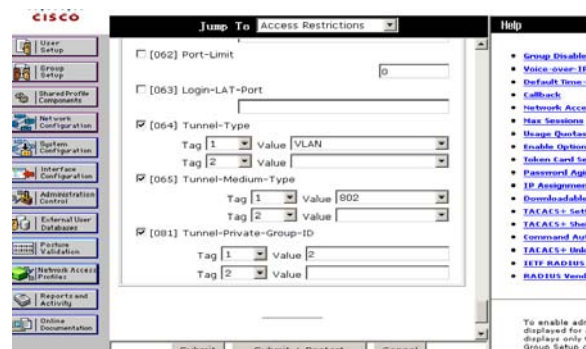 CISCO
User Setup
Group Setup
Shared Profile Components
Network Configuration
System Configuration
Interface Configuration
Administration Control
External User Databases
Posture Validation
Network Access Profiles
Reports and Activity
Online Documentation
Jump To Access Restrictions
[062] Port-Limit
0
[063] Login-LAT-Port
[064] Tunnel-Type
Tag 1 Value VLAN
Tag 2 Value
[065] Tunnel-Medium-Type
Tag 1 Value 802
Tag 2 Value
[081] Tunnel-Private-Group-ID
Tag 1 Value 2
Tag 2 Value
Submit Submit + Restart Cancel
Help
Group Disable
Voice-over-IP
Default Time-
Callback
Network Acce
Max Sessions
Usage Quotas
Enable Option
Token Card Se
Password Agin
IP Assignmen
Downloadable
TACACS+ Sett
TACACS+ She
Command Aut
TACACS+ Unk
IETF RADIUS
RADIUS Vend
To enable adm
displayed for
displays only
Group Setup